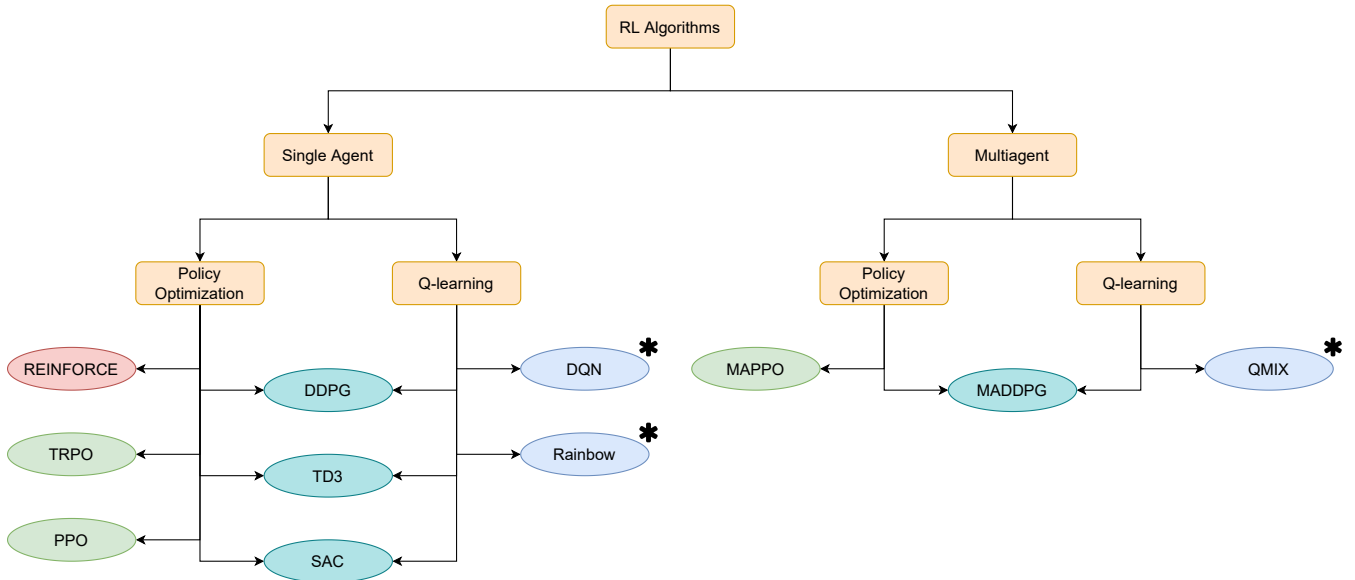 RL Algorithms
Single Agent
Multiagent
Policy
Optimization
Q-learning
Policy
Optimization
Q-learning
REINFORCE
DDPG
DQN
MAPPO
MADDPG
QMIX
TRPO
TD3
Rainbow
PPO
SAC